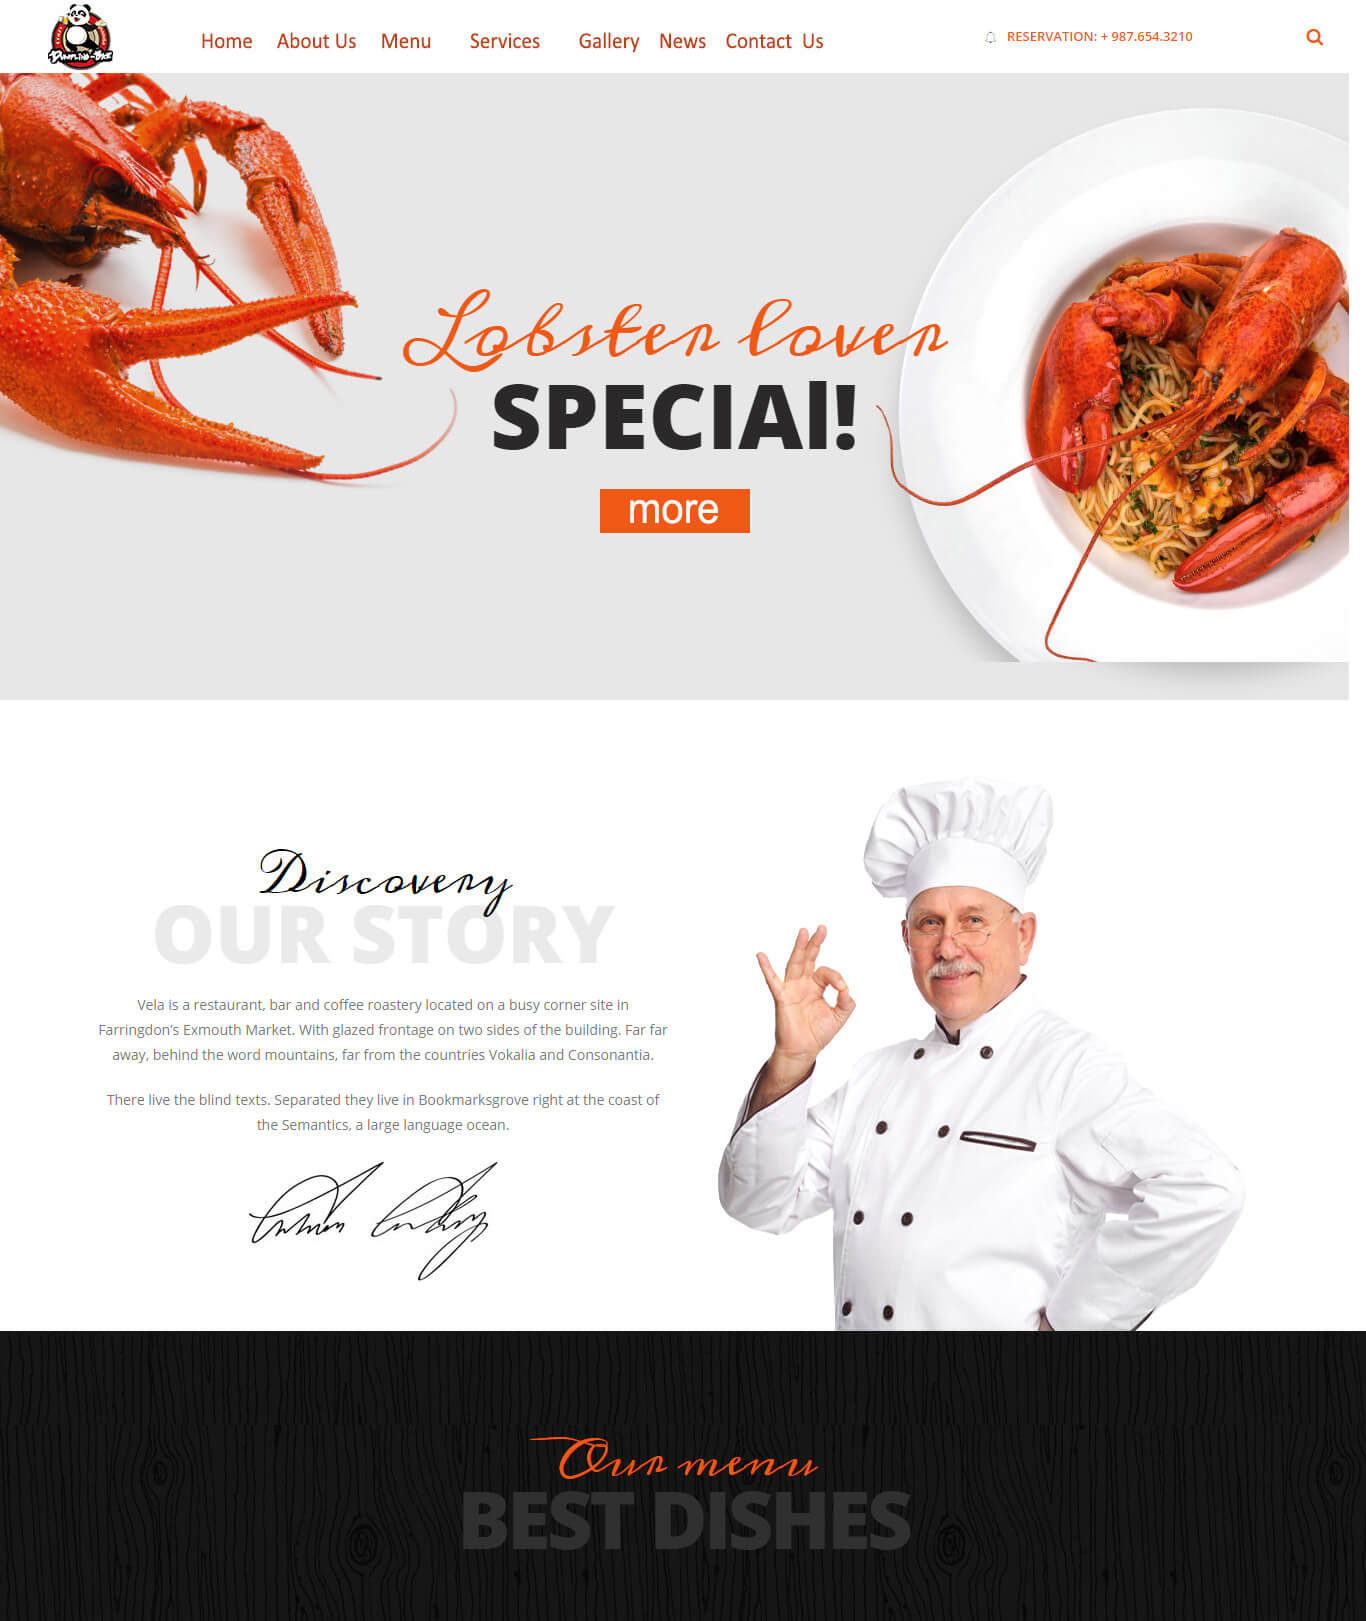 Home About Us Menu Services Gallery News Contact Us
RESERVATION: + 987.654.3210
Lobster lover
SPECIAl!
more
Discovery
OUR STORY
Vela is a restaurant, bar and coffee roastery located on a busy corner site in
Farringdon’s Exmouth Market. With glazed frontage on two sides of the building. Far far
away, behind the word mountains, far from the countries Vokalia and Consonantia.
There live the blind texts. Separated they live in Bookmarksgrove right at the coast of
the Semantics, a large language ocean.
Our menu
BEST DISHES